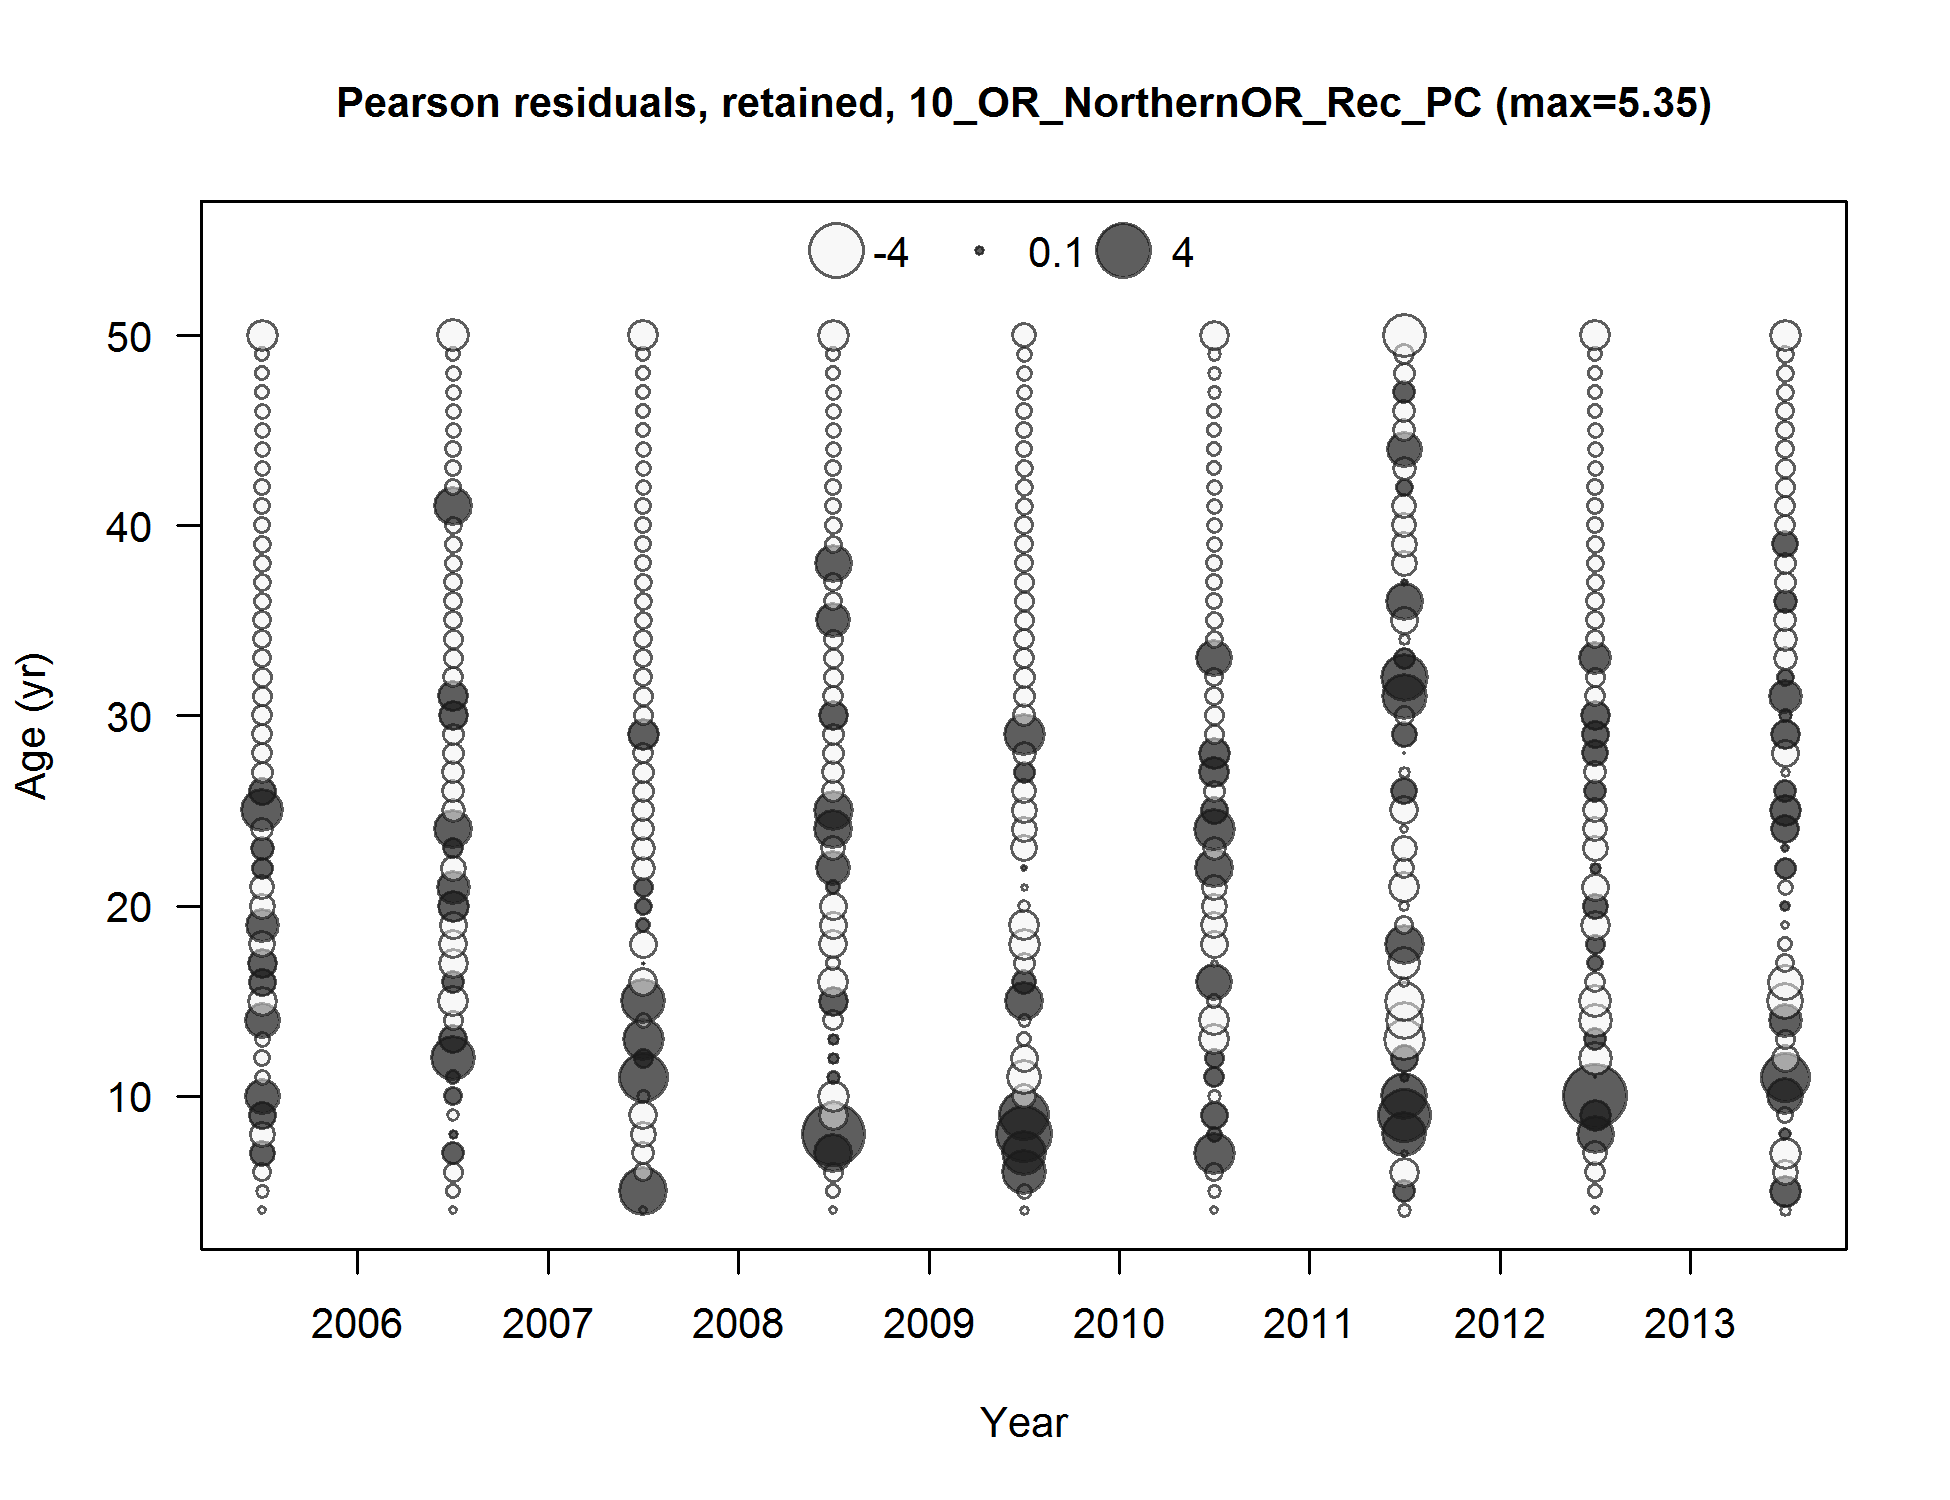 Pearson residuals, retained, 10_OR_NorthernOR_Rec_PC (max=5.35)
-4 0.1 4
50
40
30
20
10
Age (yr)
2006 2007 2008 2009 2010 2011 2012 2013
Year